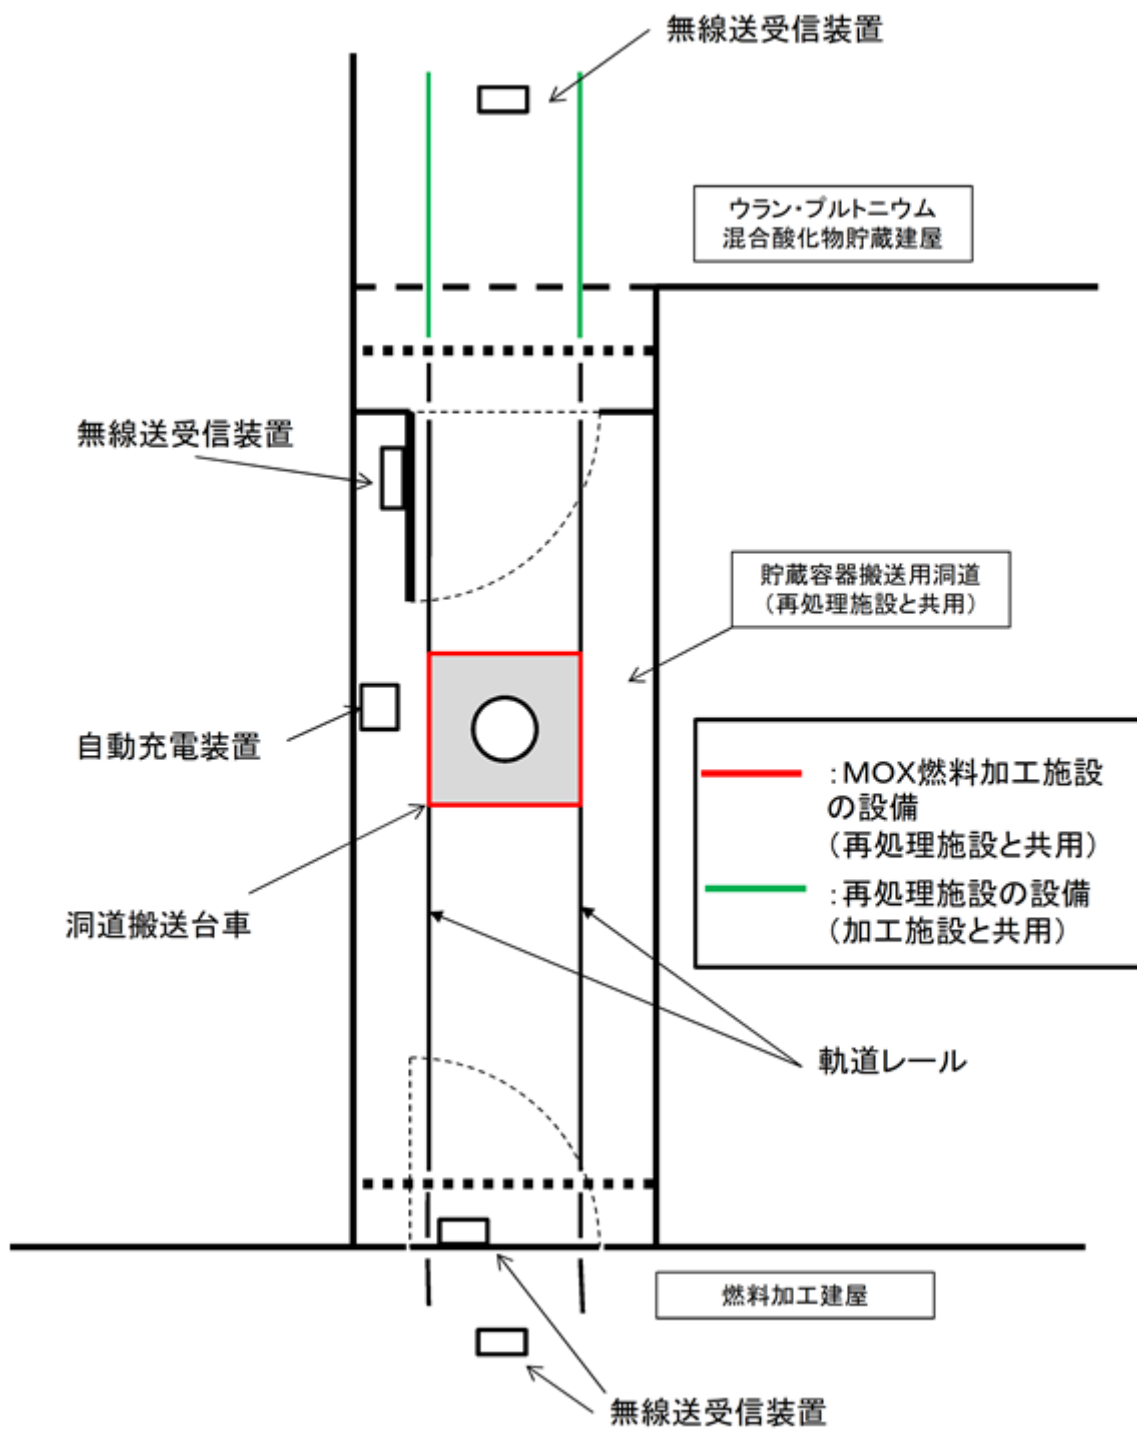 無線送受信装置
ウラン・プルトニウム
混合酸化物貯蔵建屋
無線送受信装置
貯蔵容器搬送用洞道
（再処理施設と共用）
自動充電装置
：MOX燃料加工施設
の設備
（再処理施設と共用）
：再処理施設の設備
（加工施設と共用）
洞道搬送台車
軌道レール
燃料加工建屋
無線送受信装置